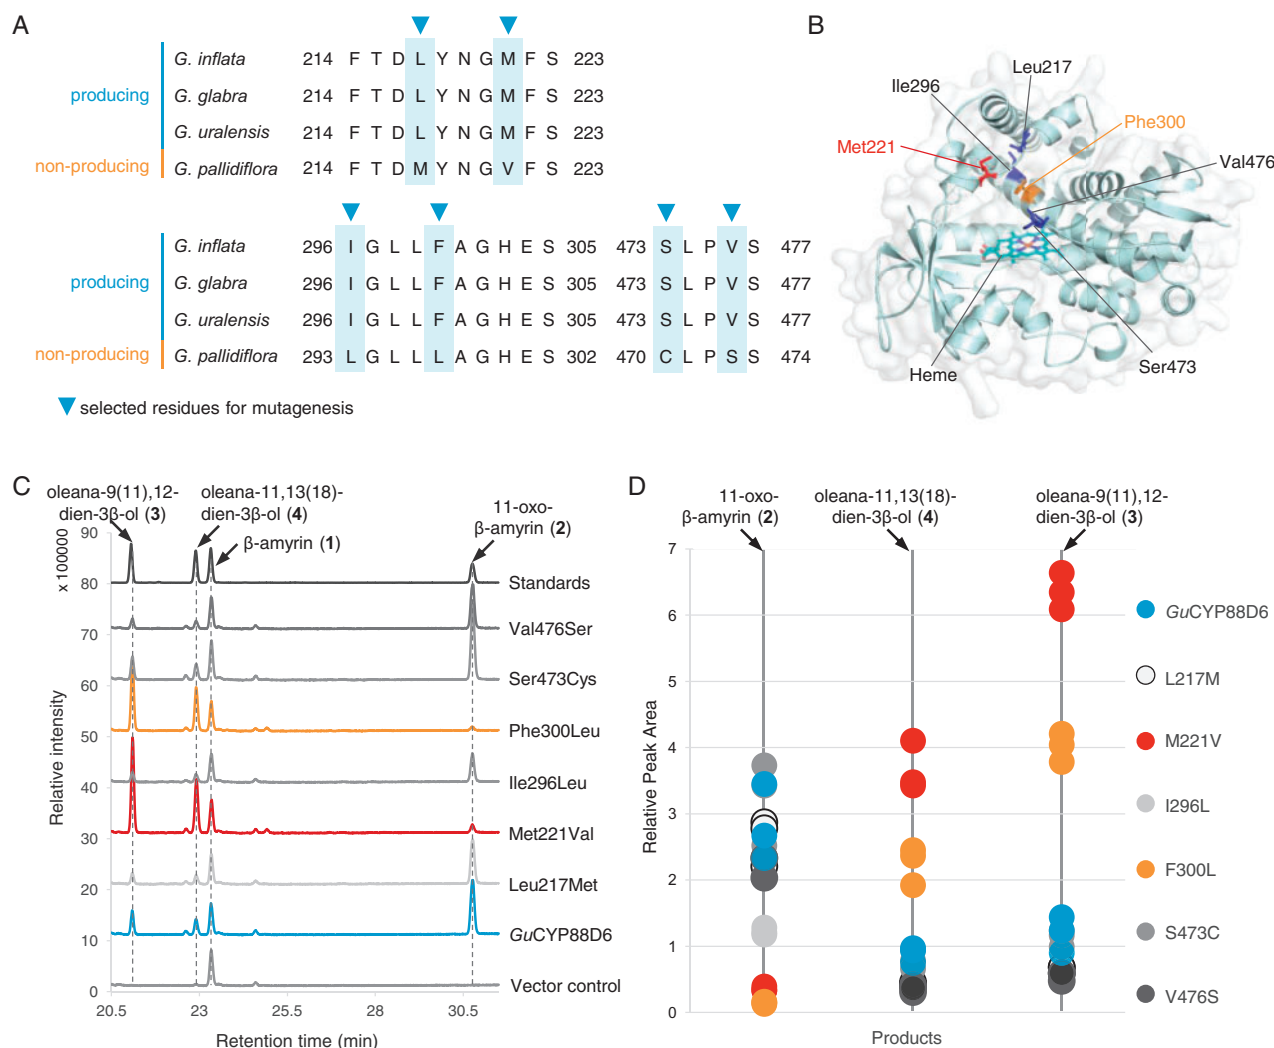 A
producing
G. inflata 214 F T D L Y N G M F S 223
G. glabra 214 F T D L Y N G M F S 223
G. uralensis 214 F T D L Y N G M F S 223
non-producing
G. pallidiflora 214 F T D M Y N G V F S 223
producing
G. inflata 296 I G L L F A G H E S 305 473 S L P V S 477
G. glabra 296 I G L L F A G H E S 305 473 S L P V S 477
G. uralensis 296 I G L L F A G H E S 305 473 S L P V S 477
non-producing
G. pallidiflora 293 L G L L L A G H E S 302 470 C L P S S 474
selected residues for mutagenesis
B
Leu217
Ile296
Phe300
Met221
Val476
Heme
Ser473
C
oleana-9(11),12-
dien-3β-ol (3)
oleana-11,13(18)-
dien-3β-ol (4)
β-amyrin (1)
11-oxo-
β-amyrin (2)
x 100000
Relative intensity
90
80
70
60
50
40
30
20
10
0
Standards
Val476Ser
Ser473Cys
Phe300Leu
Ile296Leu
Met221Val
Leu217Met
GuCYP88D6
Vector control
20.5 23 25.5 28 30.5
Retention time (min)
D
11-oxo-
β-amyrin (2)
oleana-11,13(18)-
dien-3β-ol (4)
oleana-9(11),12-
dien-3β-ol (3)
Relative Peak Area
7
6
5
4
3
2
1
0
Products
GuCYP88D6
L217M
M221V
I296L
F300L
S473C
V476S